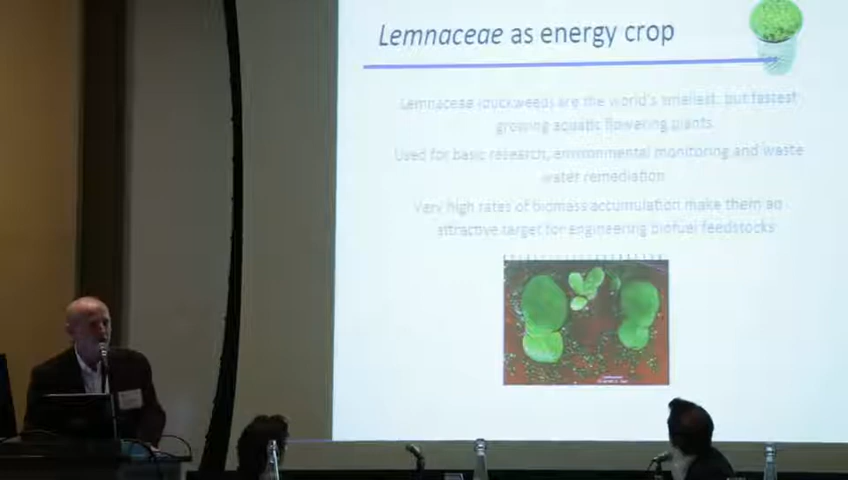 Lemnaceae as energy crop
Lemnaceae (duckweed) are the world's smallest, but fastest
growing aquatic flowering plants.
Used for basic research, environmental monitoring and waste
water remediation
Very high rates of biomass accumulation make them an
attractive target for engineering biofuel feedstocks